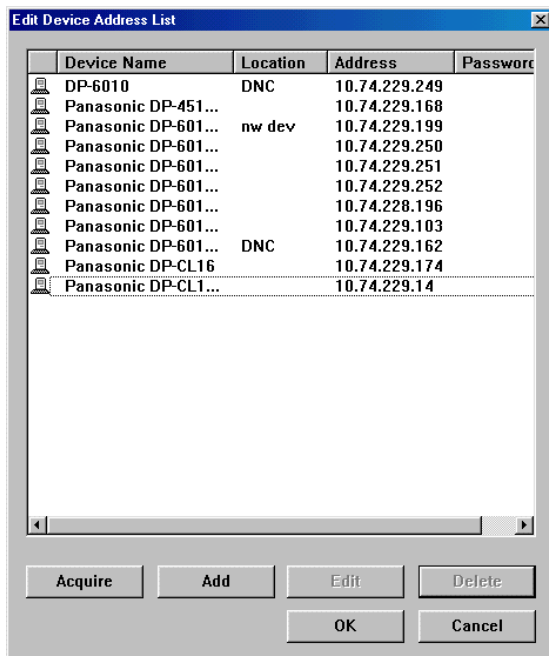 Edit Device Address List
Device Name Location Address Password
DP-6010 DNC 10.74.229.249
Panasonic DP-451... 10.74.229.168
Panasonic DP-601... nw dev 10.74.229.199
Panasonic DP-601... 10.74.229.250
Panasonic DP-601... 10.74.229.251
Panasonic DP-601... 10.74.229.252
Panasonic DP-601... 10.74.228.196
Panasonic DP-601... 10.74.229.103
Panasonic DP-601... DNC 10.74.229.162
Panasonic DP-CL16 10.74.229.174
Panasonic DP-CL1... 10.74.229.14
Acquire Add Edit Delete
OK Cancel